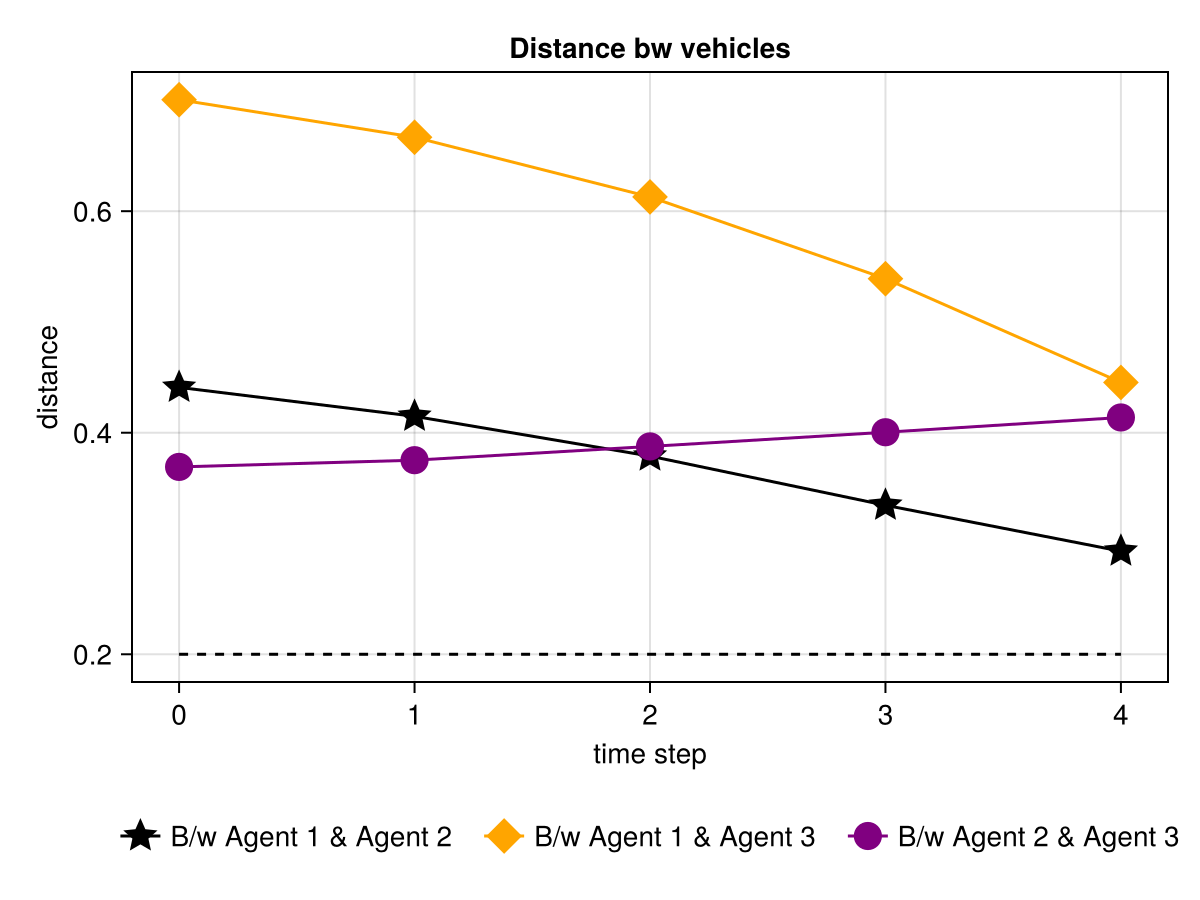 Distance bw vehicles
distance
0.6
0.4
0.2
0 1 2 3 4
time step
B/w Agent 1 & Agent 2 B/w Agent 1 & Agent 3 B/w Agent 2 & Agent 3